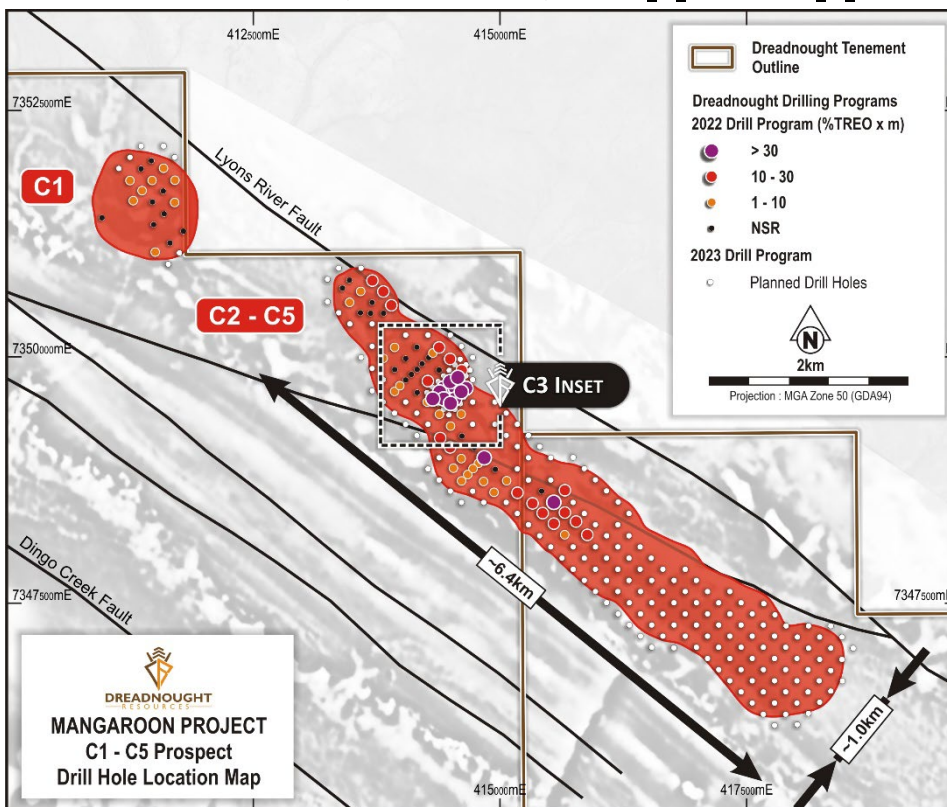 412500mE
415000mE
7352500mE
Lyons River Fault
C1
C2 - C5
7350000mE
C3 INSET
Dreadnought Tenement
Outline
Dreadnought Drilling Programs
2022 Drill Program (%TREO x m)
> 30
10 - 30
1 - 10
NSR
2023 Drill Program
Planned Drill Holes
N
2km
Projection : MGA Zone 50 (GDA94)
~6.4km
Dingo Creek Fault
7347500mE
7347500mE
~1.0km
DREADNOUGHT
RESOURCES
MANGAROON PROJECT
C1 - C5 Prospect
Drill Hole Location Map
415000mE
417500mE